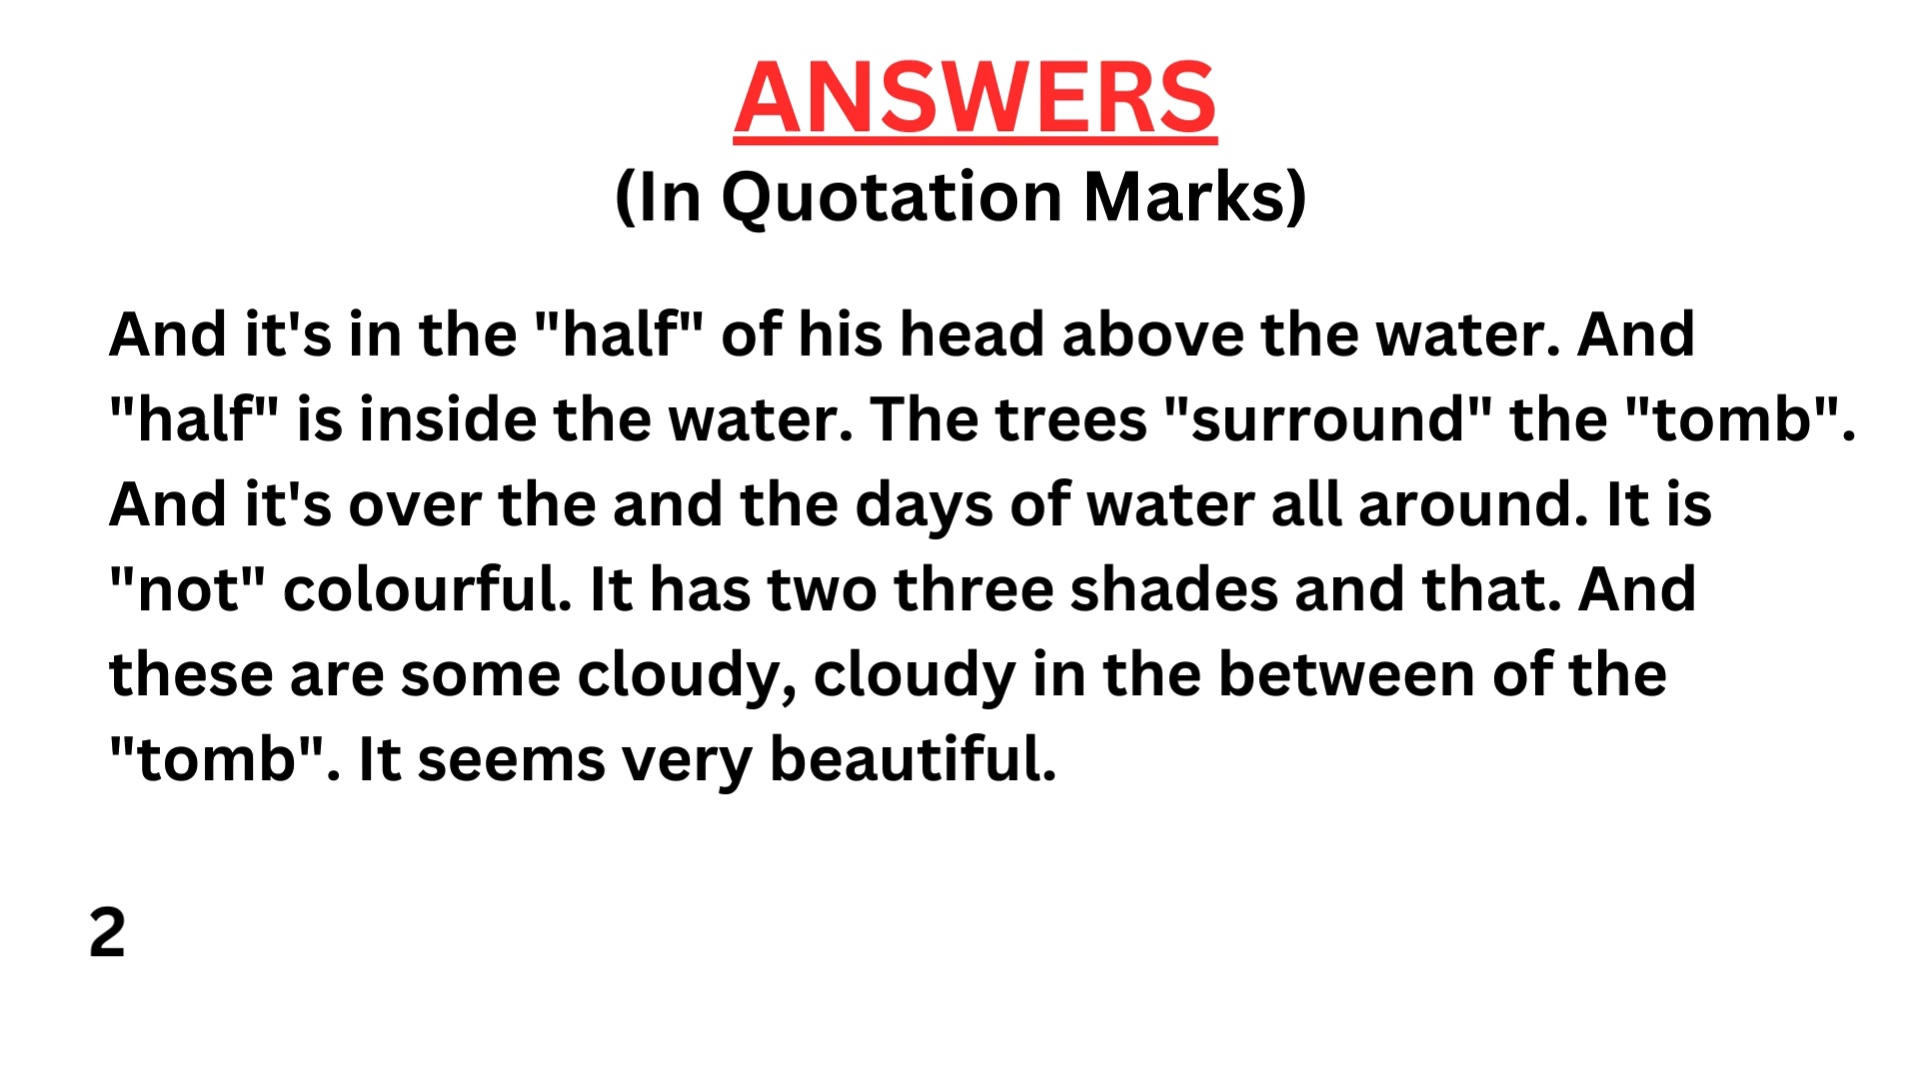 ANSWERS
(In Quotation Marks)
And it's in the "half" of his head above the water. And
"half" is inside the water. The trees "surround" the "tomb".
And it's over the and the days of water all around. It is
"not" colourful. It has two three shades and that. And
these are some cloudy, cloudy in the between of the
"tomb". It seems very beautiful.
2